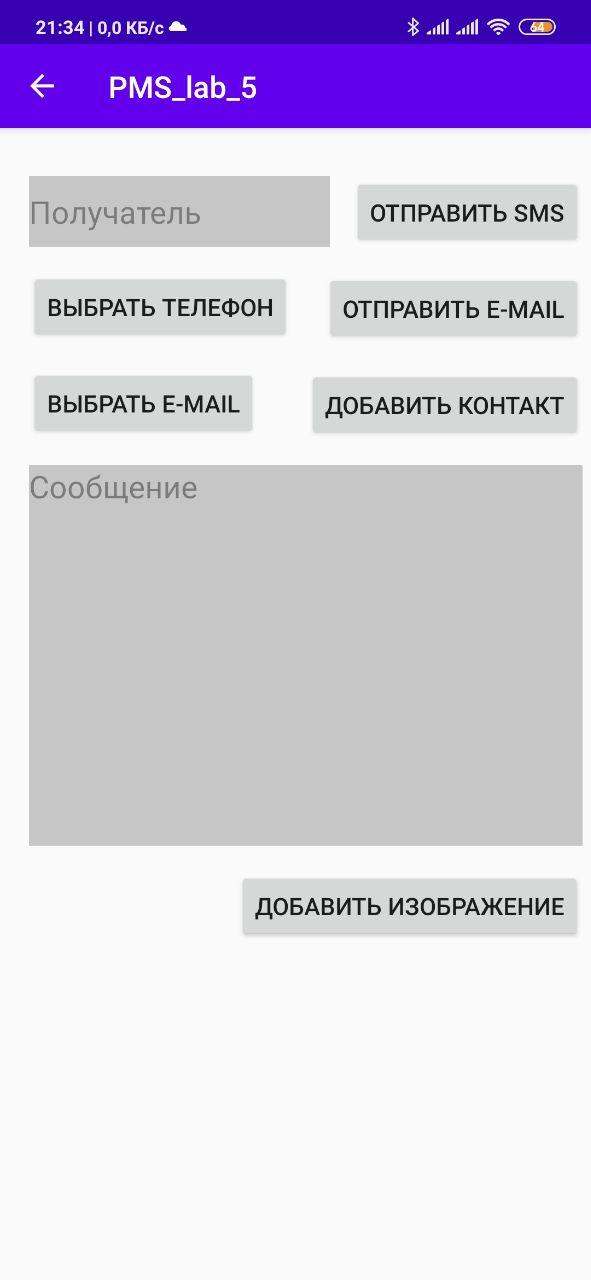 21:34 | 0,0 КБ/с
64
PMS_lab_5
Получатель
ОТПРАВИТЬ SMS
ВЫБРАТЬ ТЕЛЕФОН
ОТПРАВИТЬ E-MAIL
ВЫБРАТЬ E-MAIL
ДОБАВИТЬ КОНТАКТ
Сообщение
ДОБАВИТЬ ИЗОБРАЖЕНИЕ